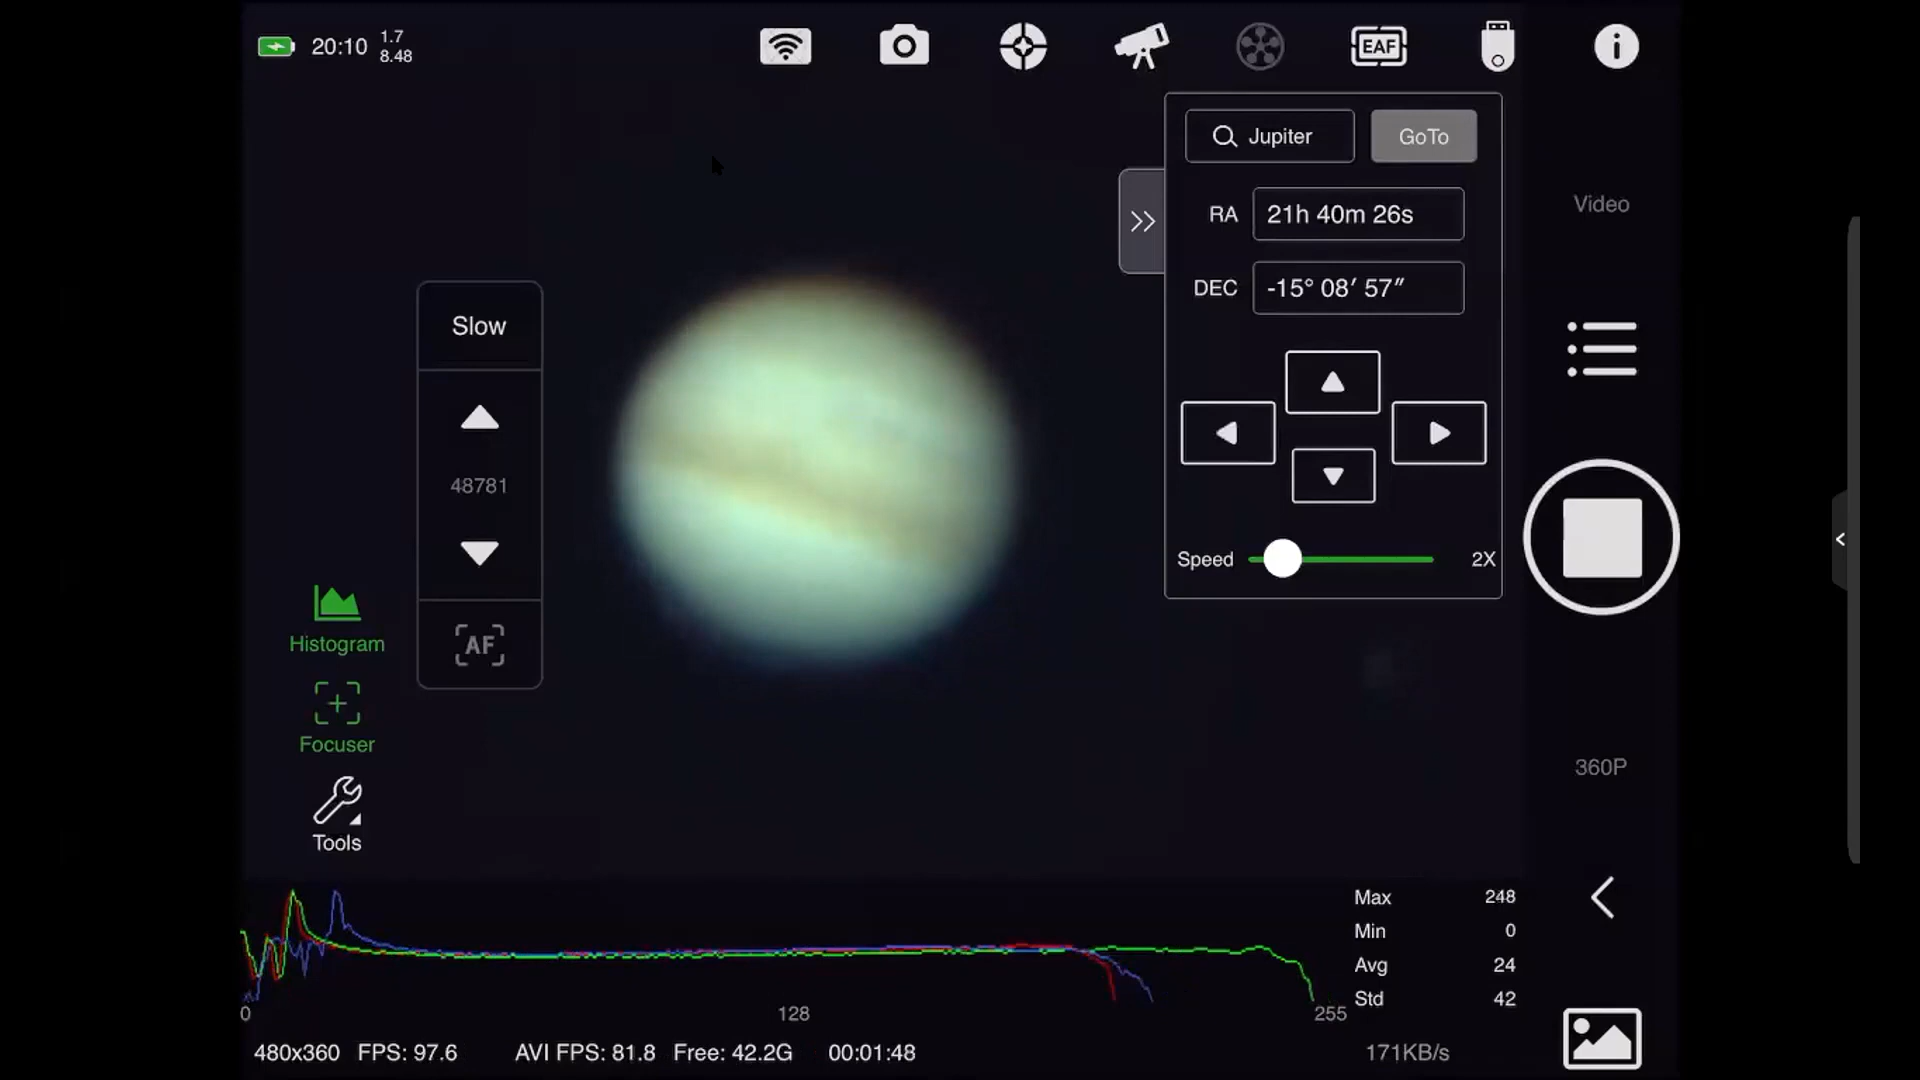 20:10
1.7
8.48
EAF
Jupiter
GoTo
RA 21h 40m 26s
DEC -15° 08′ 57″
Speed 2X
Video
360P
Slow
48781
AF
Histogram
Focuser
Tools
Max 248
Min 0
Avg 24
Std 42
0 128 255
480x360 FPS: 97.6 AVI FPS: 81.8 Free: 42.2G 00:01:48 171KB/s